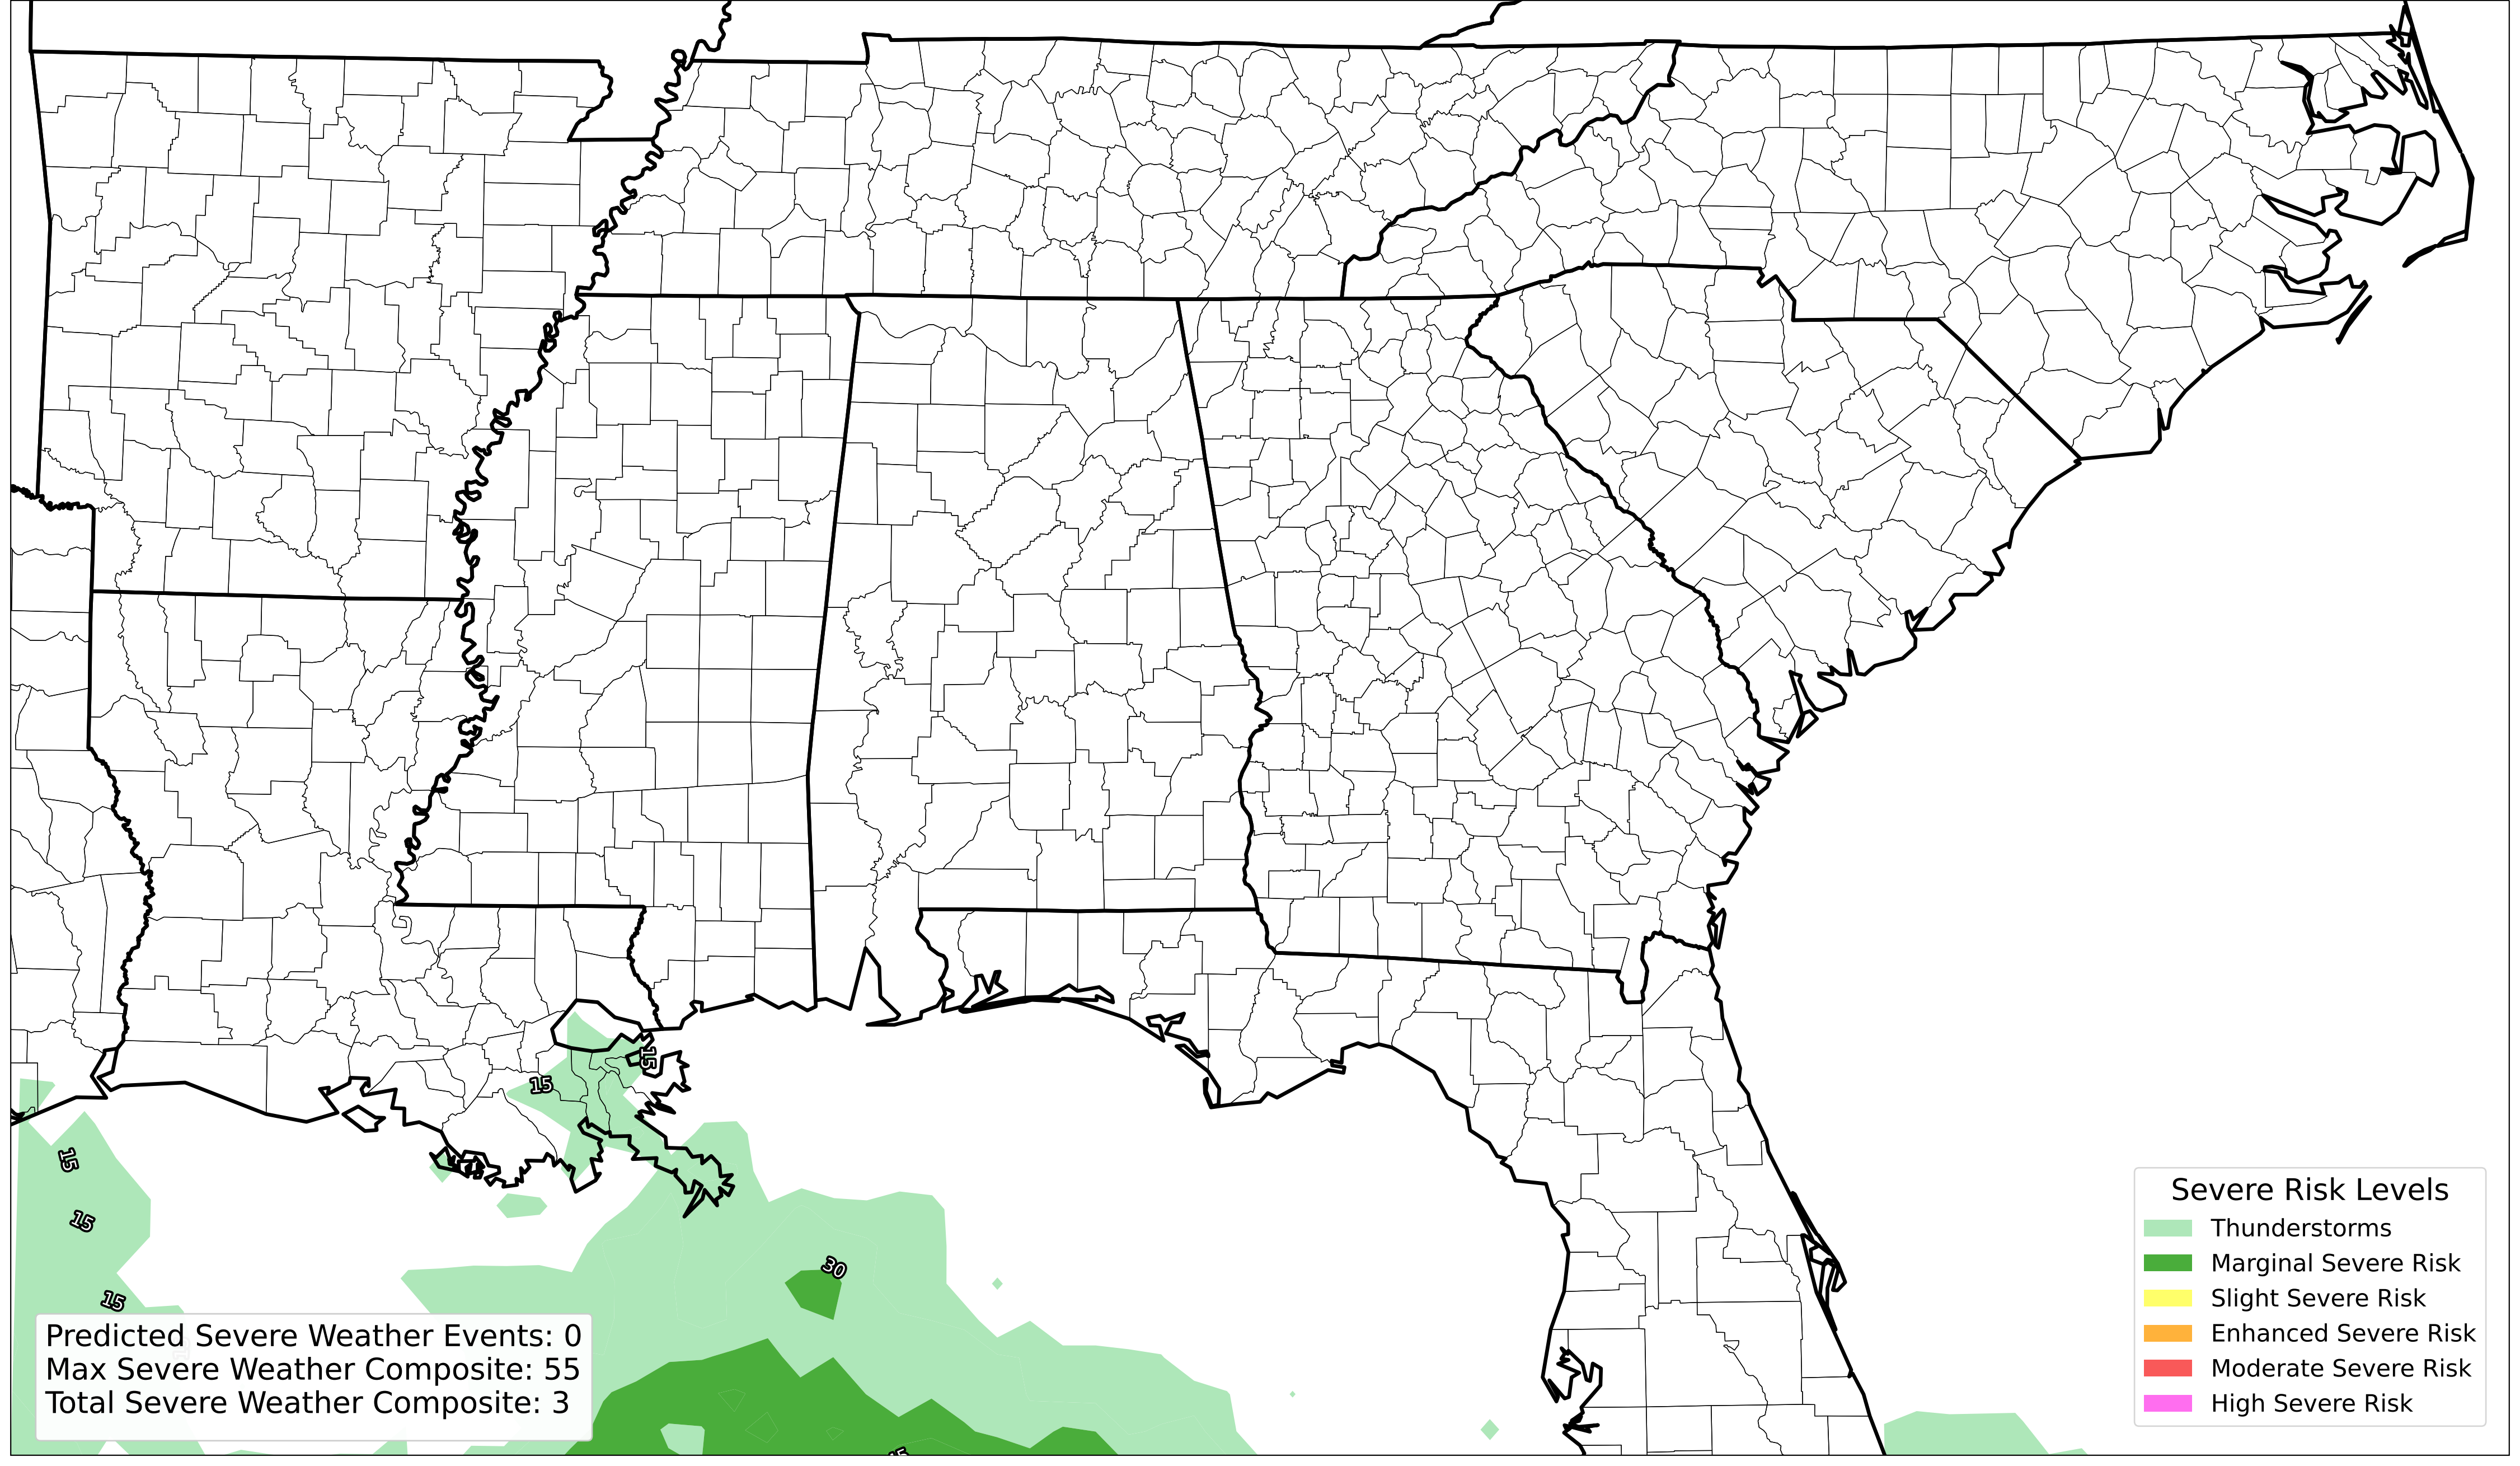 15
15
15
15
15
30
Predicted Severe Weather Events: 0
Max Severe Weather Composite: 55
Total Severe Weather Composite: 3
Severe Risk Levels
Thunderstorms
Marginal Severe Risk
Slight Severe Risk
Enhanced Severe Risk
Moderate Severe Risk
High Severe Risk